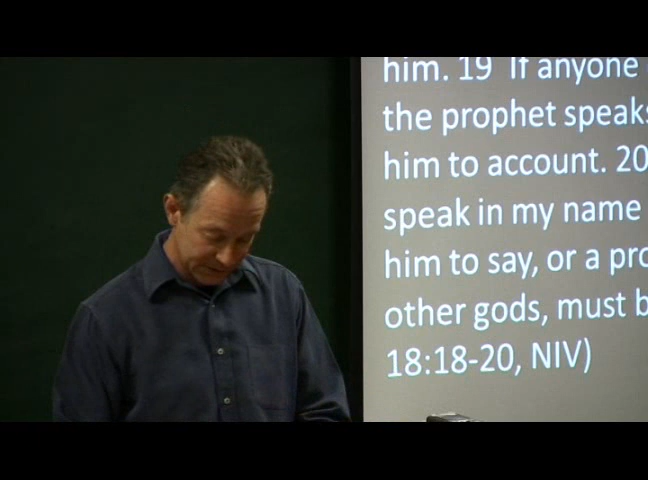 him. 19 If anyone
the prophet speaks
him to account. 20
speak in my name
him to say, or a pro
other gods, must b
18:18-20, NIV)